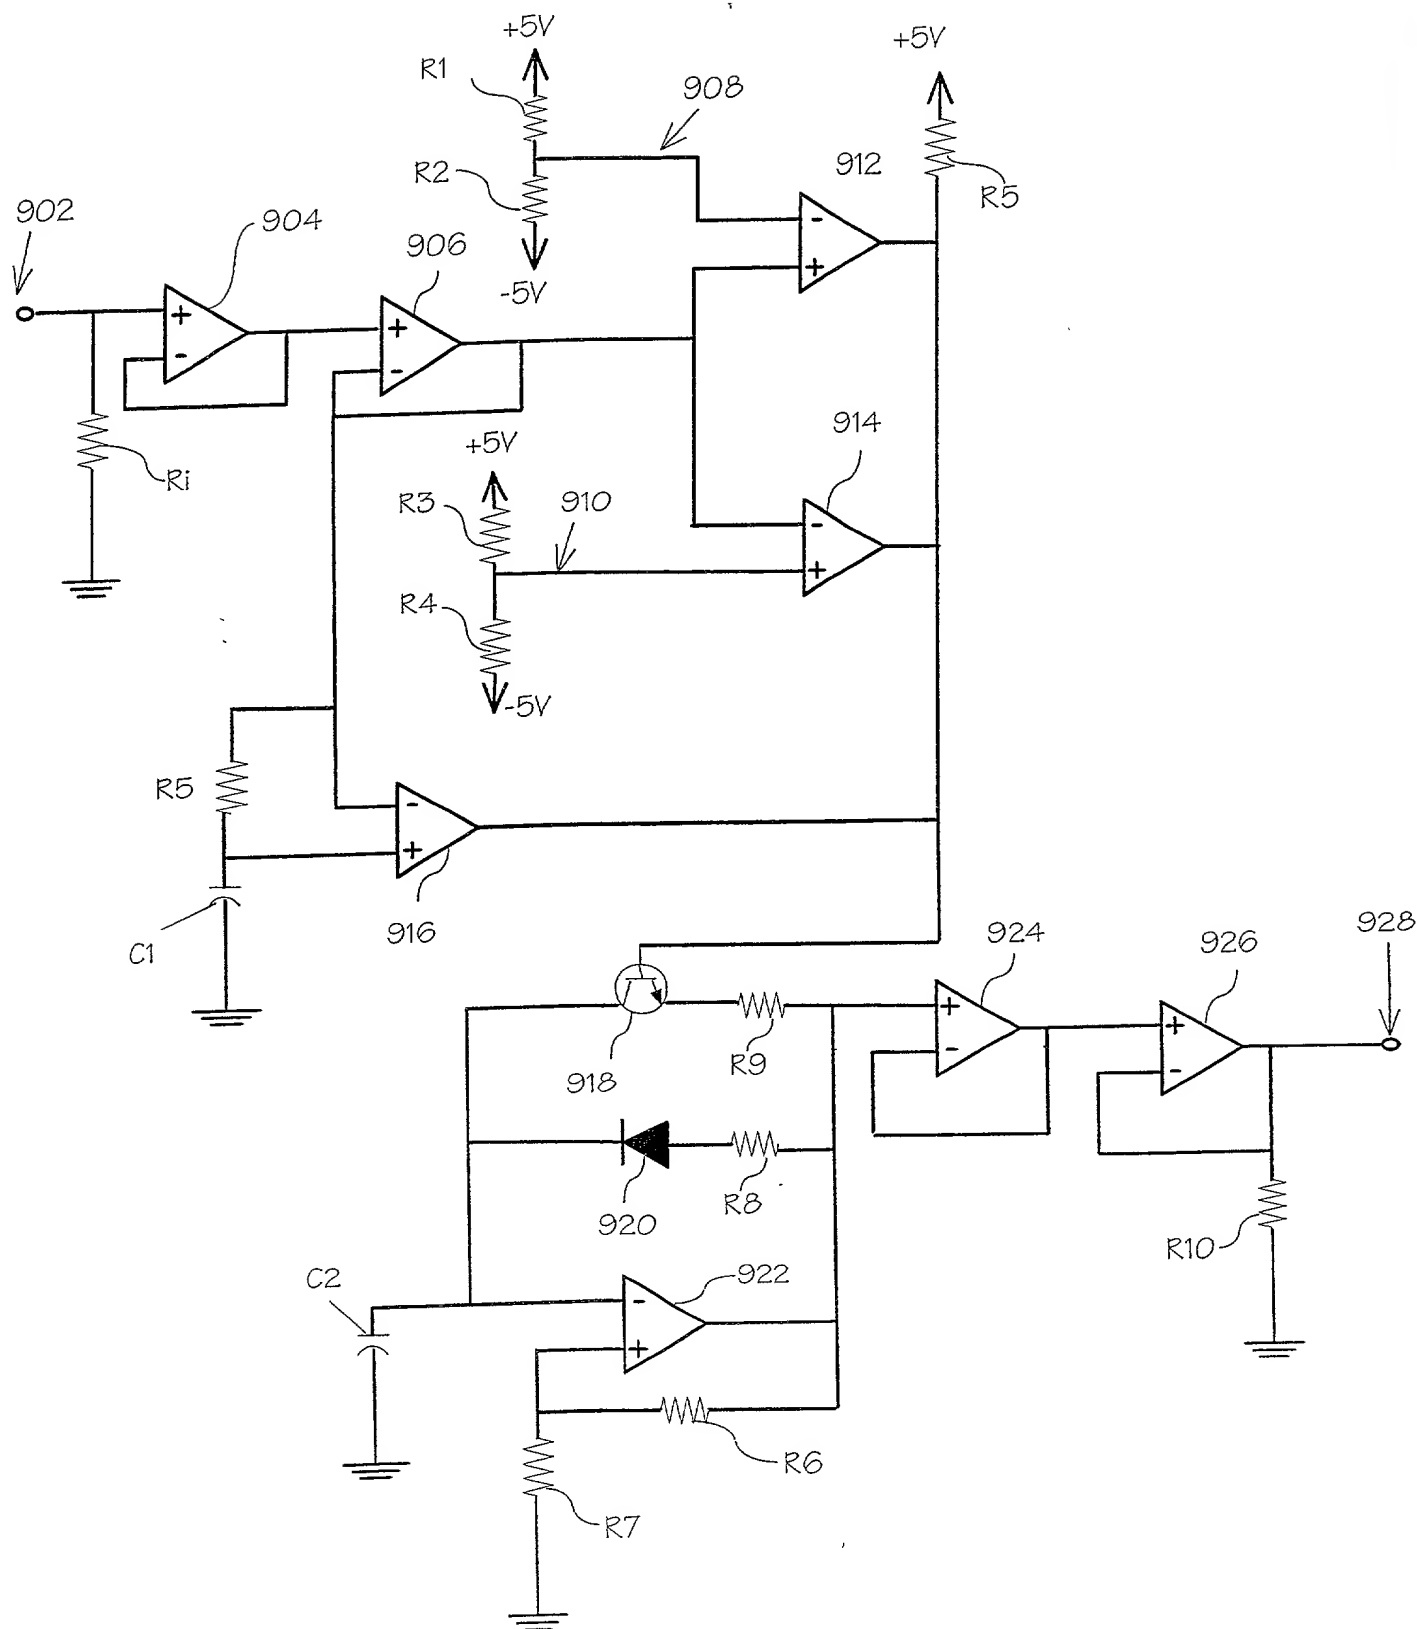 +5V
+5V
R1
908
R2
912
R5
902
904
906
-5V
+
-
+
-
-
+
+5V
914
Ri
R3
910
-
+
R4
-5V
R5
-
+
C1
916
924
928
926
918
R9
+
-
+
-
920
R8
R10
C2
922
-
+
R6
R7